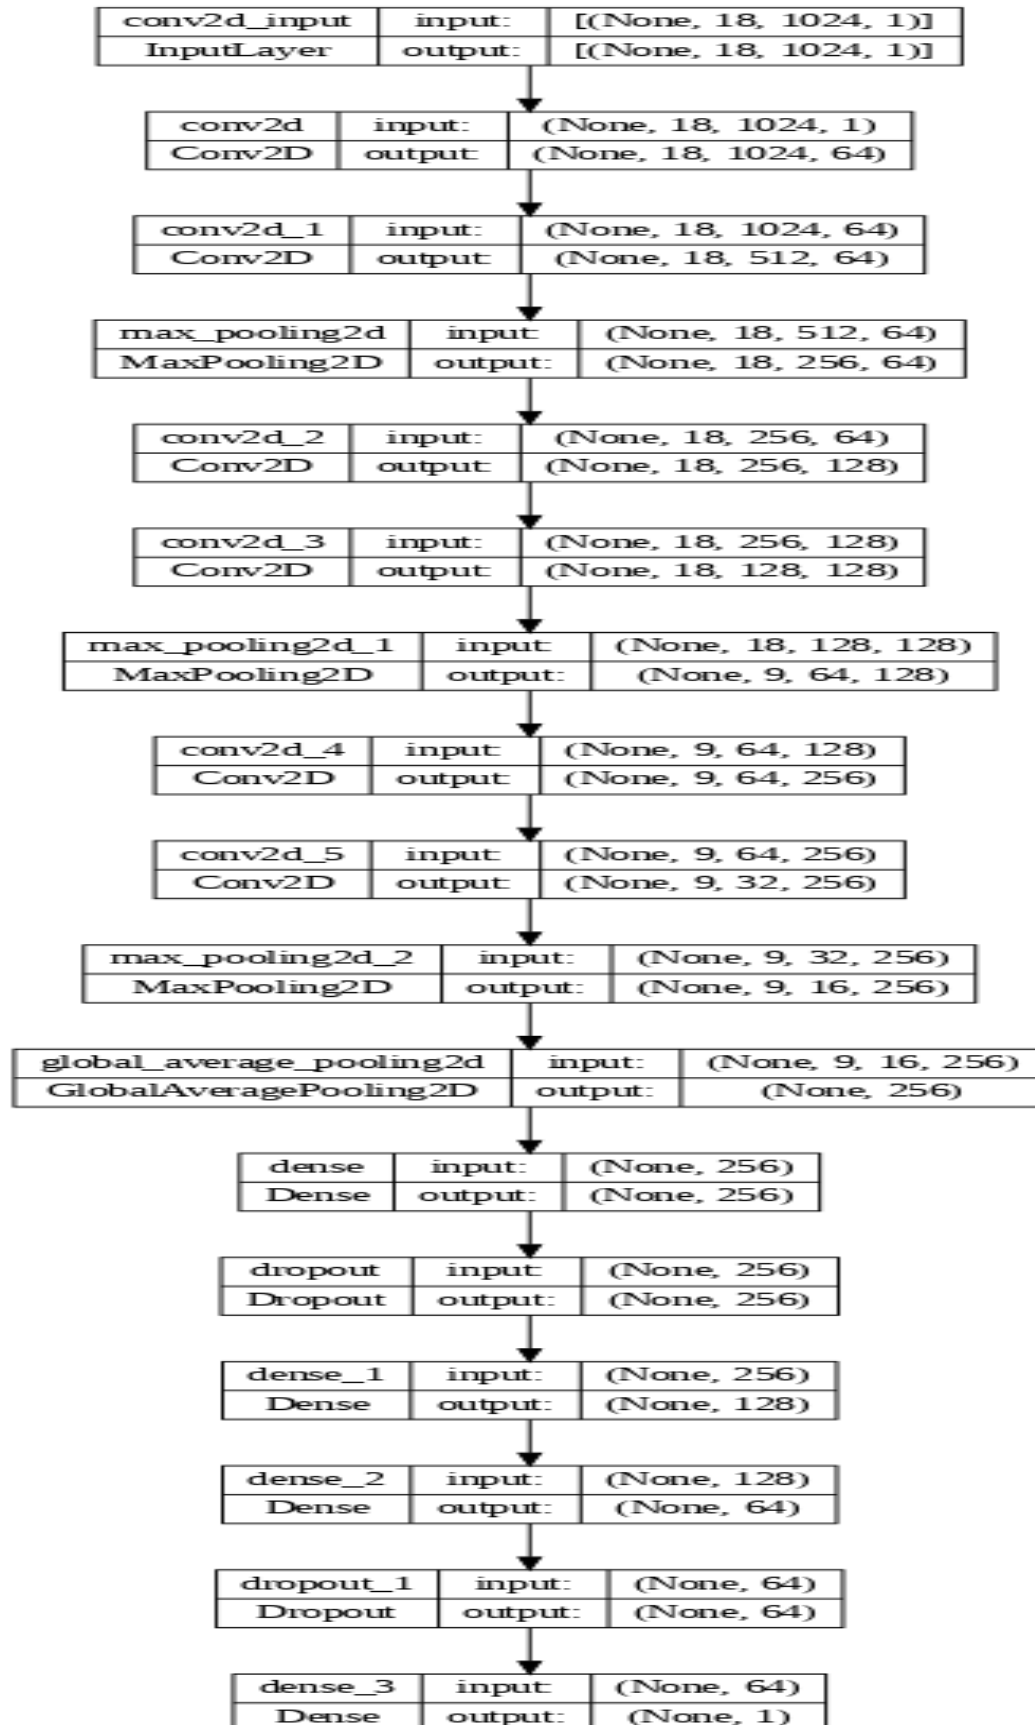 conv2d_input input: [(None, 18, 1024, 1)]
InputLayer output: [(None, 18, 1024, 1)]
conv2d input: (None, 18, 1024, 1)
Conv2D output: (None, 18, 1024, 64)
conv2d_1 input: (None, 18, 1024, 64)
Conv2D output: (None, 18, 512, 64)
max_pooling2d input: (None, 18, 512, 64)
MaxPooling2D output: (None, 18, 256, 64)
conv2d_2 input: (None, 18, 256, 64)
Conv2D output: (None, 18, 256, 128)
conv2d_3 input: (None, 18, 256, 128)
Conv2D output: (None, 18, 128, 128)
max_pooling2d_1 input: (None, 18, 128, 128)
MaxPooling2D output: (None, 9, 64, 128)
conv2d_4 input: (None, 9, 64, 128)
Conv2D output: (None, 9, 64, 256)
conv2d_5 input: (None, 9, 64, 256)
Conv2D output: (None, 9, 32, 256)
max_pooling2d_2 input: (None, 9, 32, 256)
MaxPooling2D output: (None, 9, 16, 256)
global_average_pooling2d input: (None, 9, 16, 256)
GlobalAveragePooling2D output: (None, 256)
dense input: (None, 256)
Dense output: (None, 256)
dropout input: (None, 256)
Dropout output: (None, 256)
dense_1 input: (None, 256)
Dense output: (None, 128)
dense_2 input: (None, 128)
Dense output: (None, 64)
dropout_1 input: (None, 64)
Dropout output: (None, 64)
dense_3 input: (None, 64)
Dense output: (None, 1)